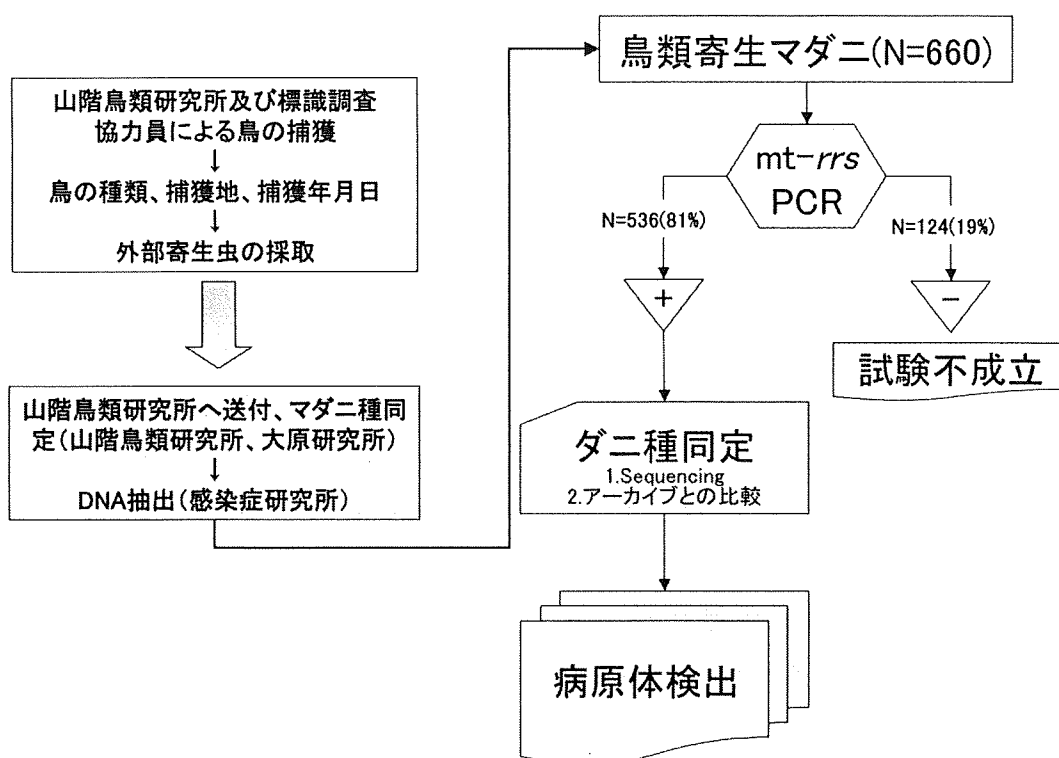 山階鳥類研究所及び標識調査
協力員による鳥の捕獲
↓
鳥の種類、捕獲地、捕獲年月日
↓
外部寄生虫の採取
山階鳥類研究所へ送付、マダニ種同
定(山階鳥類研究所、大原研究所)
↓
DNA抽出(感染症研究所)
鳥類寄生マダニ(N=660)
mt-rrs
PCR
N=536(81%)
N=124(19%)
+
−
試験不成立
ダニ種同定
1.Sequencing
2.アーカイブとの比較
病原体検出